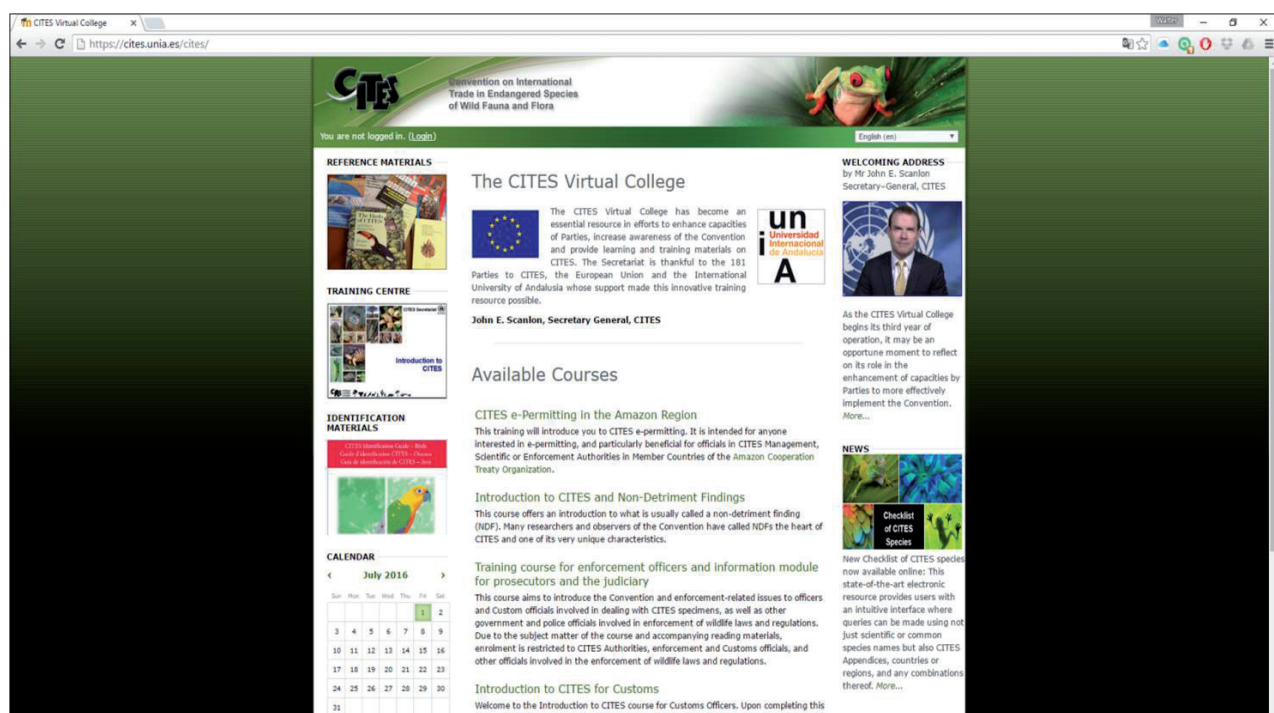 CITES Virtual College
Walter
https://cites.unia.es/cites/
CITES
Convention on International
Trade in Endangered Species
of Wild Fauna and Flora
You are not logged in. (Login)
English (en)
REFERENCE MATERIALS
TRAINING CENTRE
CITES Secretariat
Introduction to
CITES
IDENTIFICATION
MATERIALS
CITES Identification Guide – Birds
Guide d'identification CITES – Oiseaux
Guía de identificación de CITES – Aves
CALENDAR
July 2016
Sun Mon Tue Wed Thu Fri Sat
1 2
3 4 5 6 7 8 9
10 11 12 13 14 15 16
17 18 19 20 21 22 23
24 25 26 27 28 29 30
31
The CITES Virtual College
The CITES Virtual College has become an
essential resource in efforts to enhance capacities
of Parties, increase awareness of the Convention
and provide learning and training materials on
CITES. The Secretariat is thankful to the 181
Parties to CITES, the European Union and the International
University of Andalusia whose support made this innovative training
resource possible.
un
i Universidad
Internacional
de Andalucía
A
John E. Scanlon, Secretary General, CITES
Available Courses
CITES e-Permitting in the Amazon Region
This training will introduce you to CITES e-permitting. It is intended for anyone
interested in e-permitting, and particularly beneficial for officials in CITES Management,
Scientific or Enforcement Authorities in Member Countries of the Amazon Cooperation
Treaty Organization.
Introduction to CITES and Non-Detriment Findings
This course offers an introduction to what is usually called a non-detriment finding
(NDF). Many researchers and observers of the Convention have called NDFs the heart of
CITES and one of its very unique characteristics.
Training course for enforcement officers and information module
for prosecutors and the judiciary
This course aims to introduce the Convention and enforcement-related issues to officers
and Custom officials involved in dealing with CITES specimens, as well as other
government and police officials involved in enforcement of wildlife laws and regulations.
Due to the subject matter of the course and accompanying reading materials,
enrolment is restricted to CITES Authorities, enforcement and Customs officials, and
other officials involved in the enforcement of wildlife laws and regulations.
Introduction to CITES for Customs
Welcome to the Introduction to CITES course for Customs Officers. Upon completing this
WELCOMING ADDRESS
by Mr John E. Scanlon
Secretary–General, CITES
As the CITES Virtual College
begins its third year of
operation, it may be an
opportune moment to reflect
on its role in the
enhancement of capacities by
Parties to more effectively
implement the Convention.
More...
NEWS
Checklist
of CITES
Species
New Checklist of CITES species
now available online: This
state-of-the-art electronic
resource provides users with
an intuitive interface where
queries can be made using not
just scientific or common
species names but also CITES
Appendices, countries or
regions, and any combinations
thereof. More...